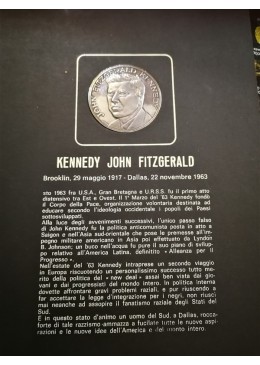 JOHN FITZGERALD KENNEDY
KENNEDY JOHN FITZGERALD
Brooklin, 29 maggio 1917 - Dallas, 22 novembre 1963
sto 1963 fra U.S.A., Gran Bretagna e U.R.S.S. fu il primo atto
distensivo tra Est e Ovest. Il 1° Marzo del '63 Kennedy fondò
il Corpo della Pace, organizzazione volontaria destinata ad
educare secondo l'ideologia occidentale i popoli dei Paesi
sottosviluppati.
Alla luce degli avvenimenti successivi, l'unico passo falso
di John Kennedy fu la politica anticomunista posta in atto a
Saigon e nell'Asia sud-orientale che pose le premesse all'im-
pegno militare americano in Asia poi effettuato da Lyndon
B. Johnson; un buco nell'acqua fu pure il suo piano di svilup-
po relativo all'America Latina, definito «Alleanza per il
Progresso».
Nell'estate del '63 Kennedy intraprese un secondo viaggio
in Europa riscuotendo un personalissimo successo tutto me-
rito della politica del «new deal» assai ben vista dai gio-
vani e dai progressisti del mondo intero. In politica interna
dovette affrontare gravi problemi razziali, e pur riuscendo a
far accettare la legge d'integrazione per i negri, non riuscì
mai neanche ad assopire il fanatismo razziale degli Stati del
Sud.
E in questo stato d'animo un uomo del Sud, a Dallas, rocca-
forte di tale razzismo ammazza a fucilate tutte le nuove aspi-
razioni e le nuove idee dell'America e del mondo intero.